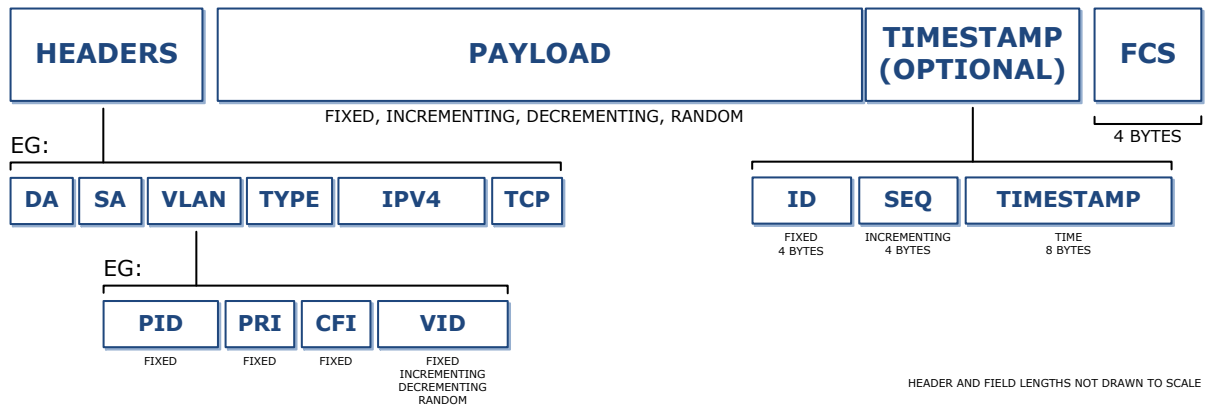 HEADERS
PAYLOAD
TIMESTAMP
(OPTIONAL)
FCS
FIXED, INCREMENTING, DECREMENTING, RANDOM
4 BYTES
EG:
DA
SA
VLAN
TYPE
IPV4
TCP
ID
SEQ
TIMESTAMP
FIXED
4 BYTES
INCREMENTING
4 BYTES
TIME
8 BYTES
EG:
PID
PRI
CFI
VID
FIXED
FIXED
FIXED
FIXED
INCREMENTING
DECREMENTING
RANDOM
HEADER AND FIELD LENGTHS NOT DRAWN TO SCALE